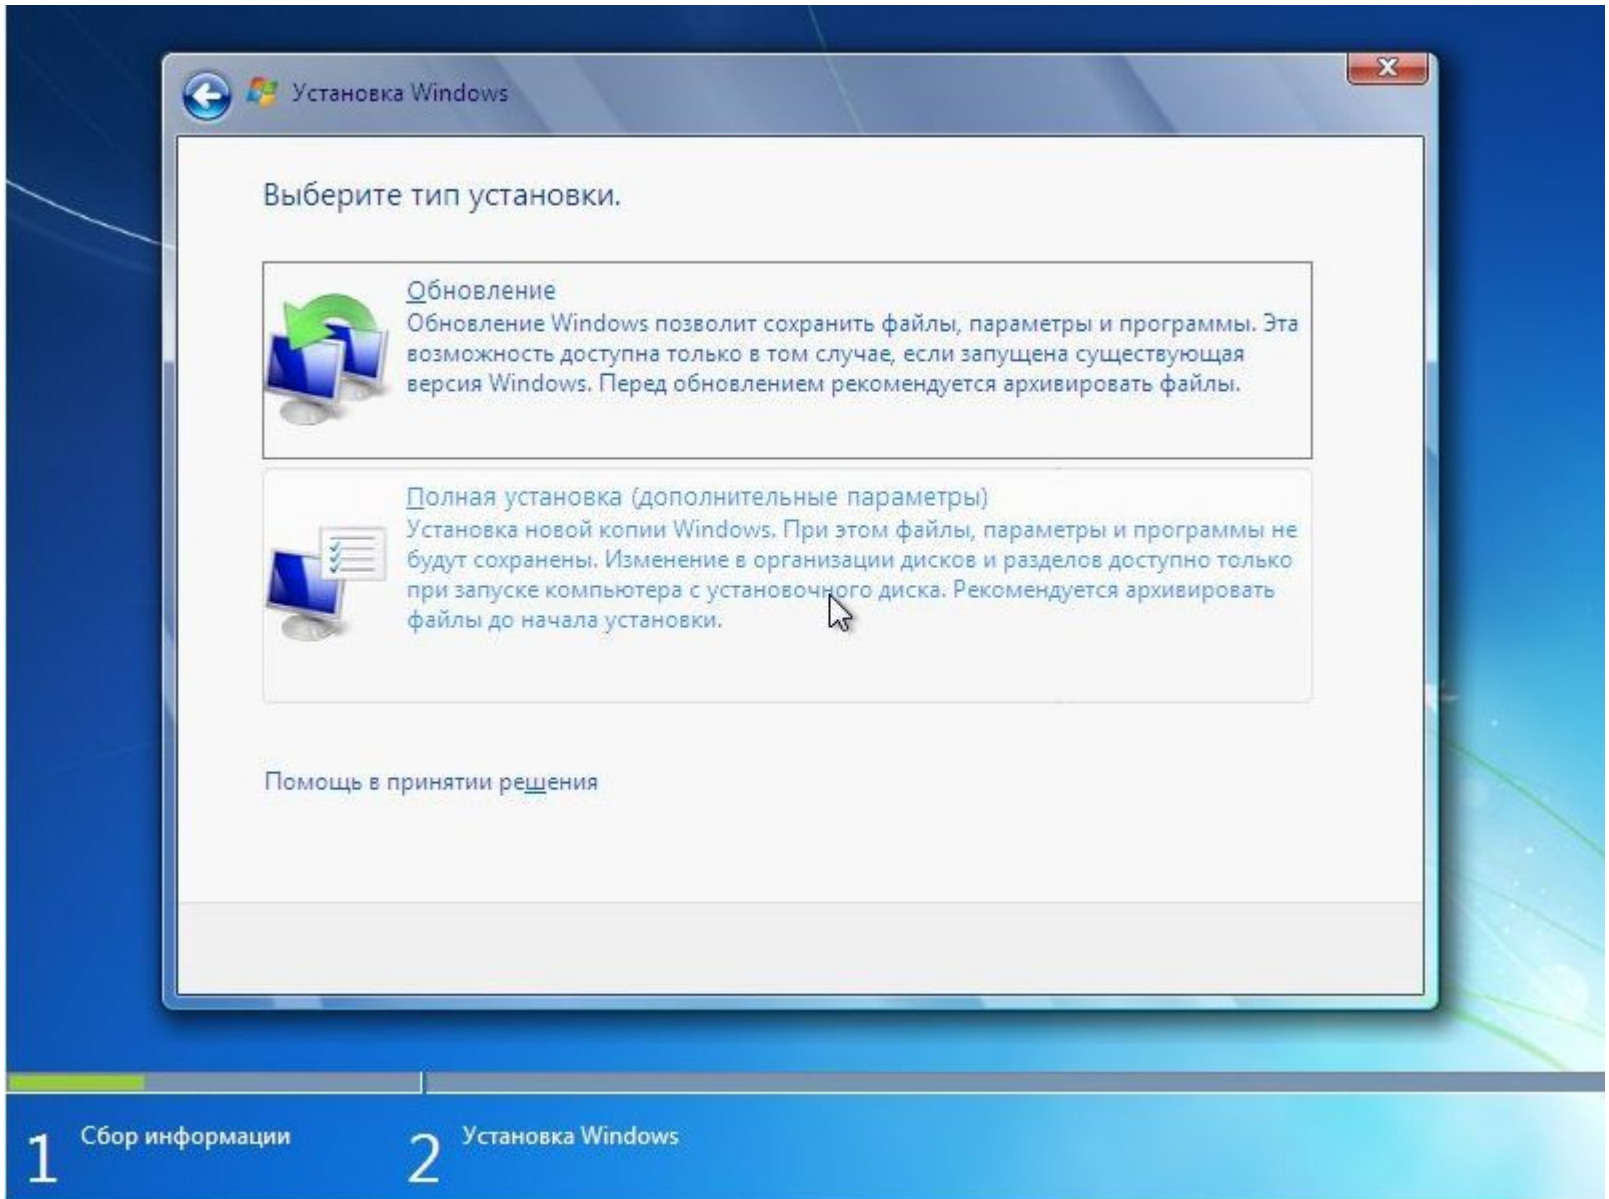 Установка Windows
Выберите тип установки.
Обновление
Обновление Windows позволит сохранить файлы, параметры и программы. Эта
возможность доступна только в том случае, если запущена существующая
версия Windows. Перед обновлением рекомендуется архивировать файлы.
Полная установка (дополнительные параметры)
Установка новой копии Windows. При этом файлы, параметры и программы не
будут сохранены. Изменение в организации дисков и разделов доступно только
при запуске компьютера с установочного диска. Рекомендуется архивировать
файлы до начала установки.
Помощь в принятии решения
1 Сбор информации
2 Установка Windows